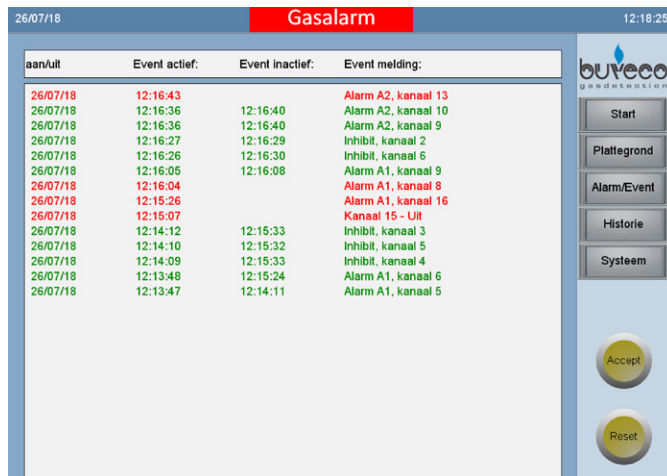 26/07/18 Gasalarm 12:18:25
aan/uit Event actief: Event inactief: Event melding:
26/07/18 12:16:43 Alarm A2, kanaal 13
26/07/18 12:16:36 12:16:40 Alarm A2, kanaal 10
26/07/18 12:16:36 12:16:40 Alarm A2, kanaal 9
26/07/18 12:16:27 12:16:29 Inhibit, kanaal 2
26/07/18 12:16:26 12:16:30 Inhibit, kanaal 6
26/07/18 12:16:05 12:16:08 Alarm A1, kanaal 9
26/07/18 12:16:04 Alarm A1, kanaal 8
26/07/18 12:15:26 Alarm A1, kanaal 16
26/07/18 12:15:07 Kanaal 15 - Uit
26/07/18 12:14:12 12:15:33 Inhibit, kanaal 3
26/07/18 12:14:10 12:15:32 Inhibit, kanaal 5
26/07/18 12:14:09 12:15:33 Inhibit, kanaal 4
26/07/18 12:13:48 12:15:24 Alarm A1, kanaal 6
26/07/18 12:13:47 12:14:11 Alarm A1, kanaal 5
buveco
gasdetection
Start
Plattegrond
Alarm/Event
Historie
Systeem
Accept
Reset